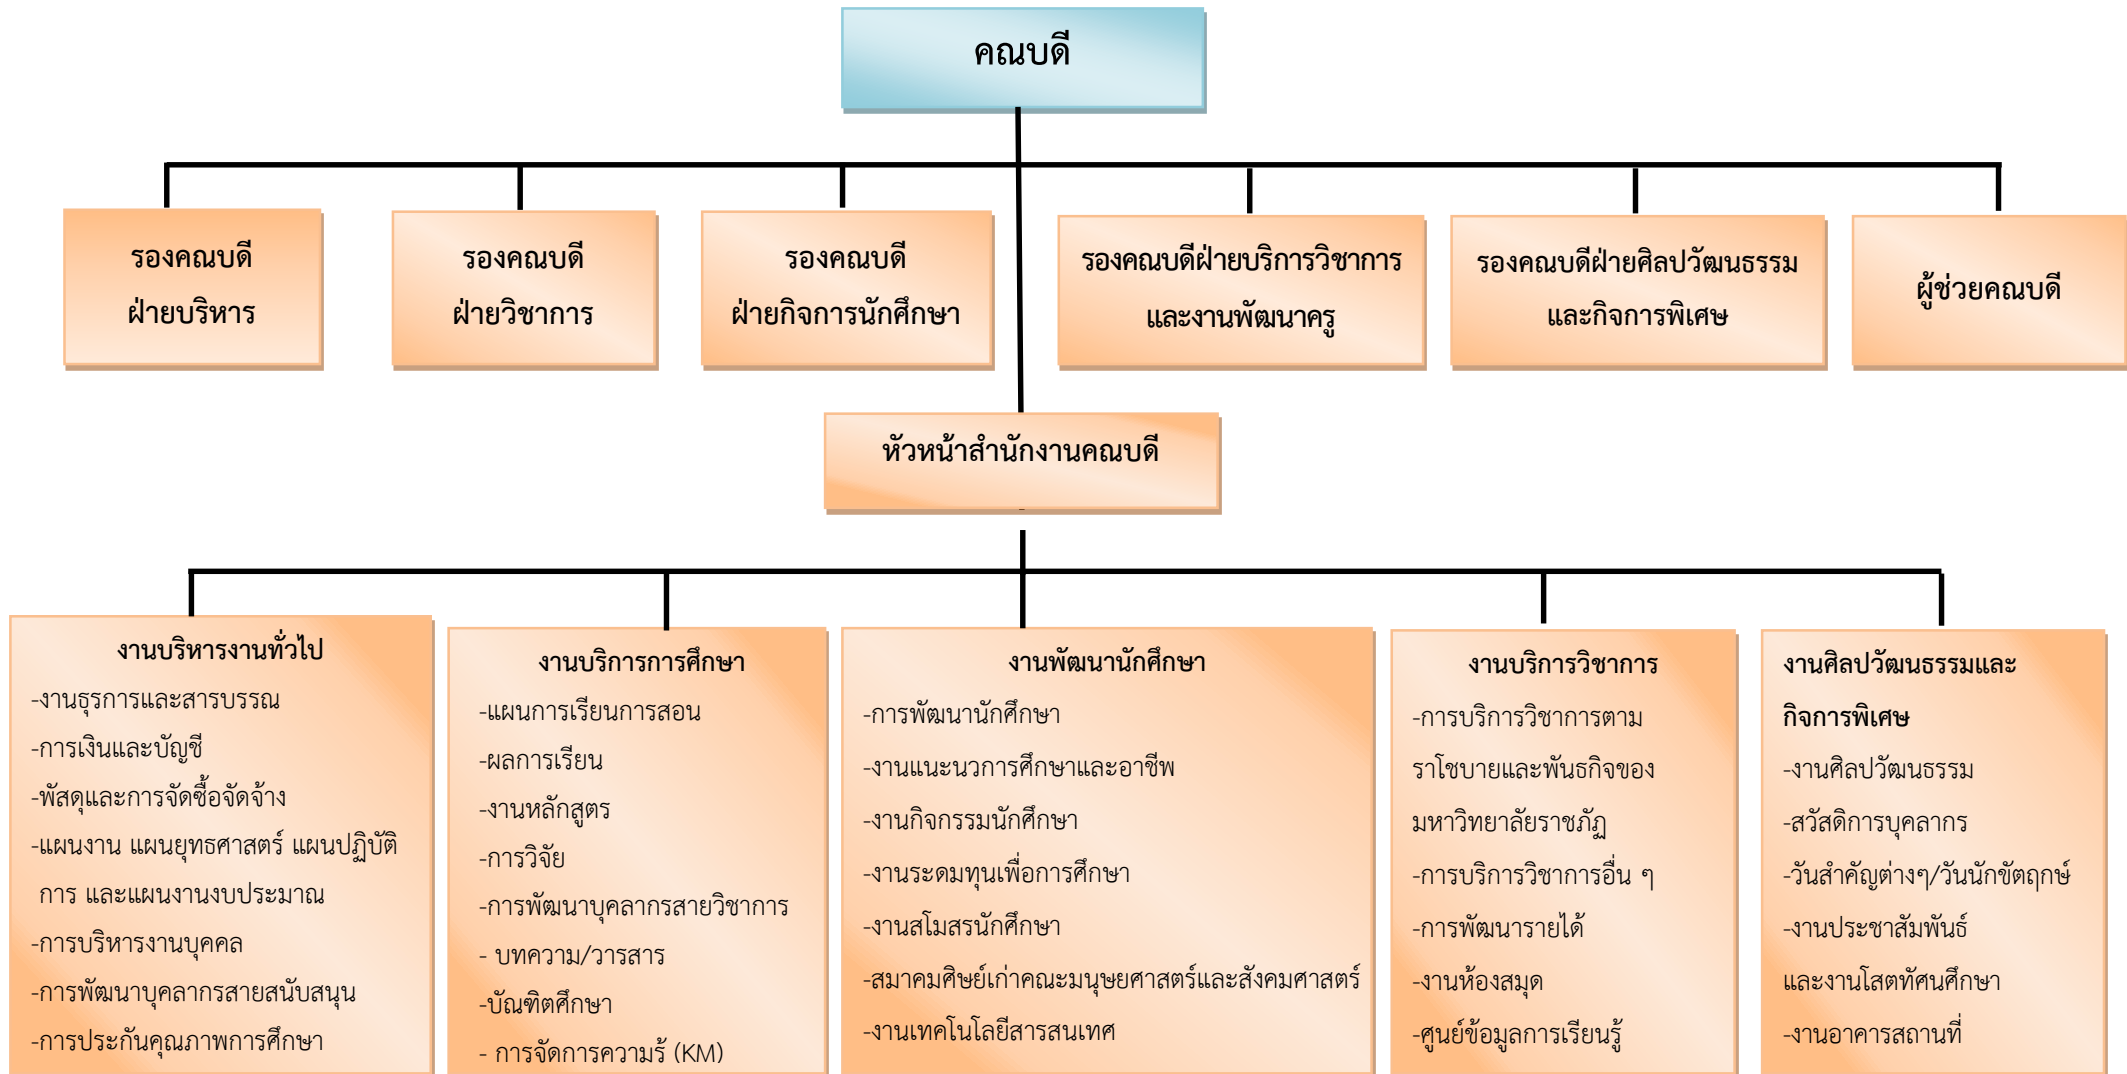 คณบดี
รองคณบดี
ฝ่ายบริหาร
รองคณบดี
ฝ่ายวิชาการ
รองคณบดี
ฝ่ายกิจการนักศึกษา
รองคณบดีฝ่ายบริการวิชาการ
และงานพัฒนาครู
รองคณบดีฝ่ายศิลปวัฒนธรรม
และกิจการพิเศษ
ผู้ช่วยคณบดี
หัวหน้าสำนักงานคณบดี
งานบริหารงานทั่วไป
-งานธุรการและสารบรรณ
-การเงินและบัญชี
-พัสดุและการจัดซื้อจัดจ้าง
-แผนงาน แผนยุทธศาสตร์ แผนปฏิบัติ
การ และแผนงานงบประมาณ
-การบริหารงานบุคคล
-การพัฒนาบุคลากรสายสนับสนุน
-การประกันคุณภาพการศึกษา
งานบริการการศึกษา
-แผนการเรียนการสอน
-ผลการเรียน
-งานหลักสูตร
-การวิจัย
-การพัฒนาบุคลากรสายวิชาการ
- บทความ/วารสาร
-บัณฑิตศึกษา
- การจัดการความรู้ (KM)
งานพัฒนานักศึกษา
-การพัฒนานักศึกษา
-งานแนะนวการศึกษาและอาชีพ
-งานกิจกรรมนักศึกษา
-งานระดมทุนเพื่อการศึกษา
-งานสโมสรนักศึกษา
-สมาคมศิษย์เก่าคณะมนุษยศาสตร์และสังคมศาสตร์
-งานเทคโนโลยีสารสนเทศ
งานบริการวิชาการ
-การบริการวิชาการตาม
ราโชบายและพันธกิจของ
มหาวิทยาลัยราชภัฏ
-การบริการวิชาการอื่น ๆ
-การพัฒนารายได้
-งานห้องสมุด
-ศูนย์ข้อมูลการเรียนรู้
งานศิลปวัฒนธรรมและ
กิจการพิเศษ
-งานศิลปวัฒนธรรม
-สวัสดิการบุคลากร
-วันสำคัญต่างๆ/วันนักขัตฤกษ์
-งานประชาสัมพันธ์
และงานโสตทัศนศึกษา
-งานอาคารสถานที่